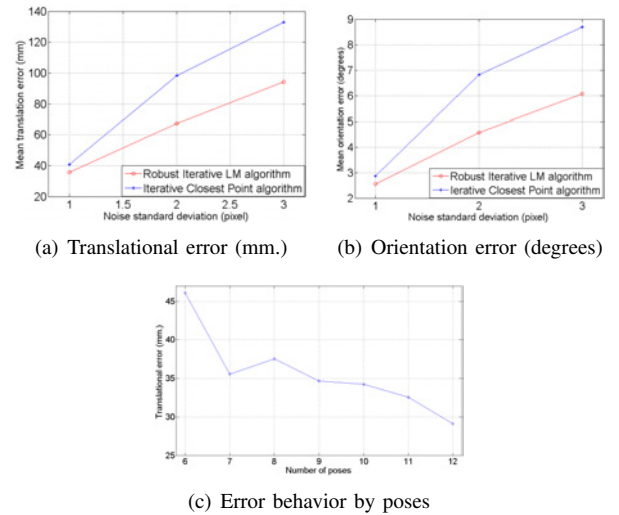 140
120
100
80
60
40
20
Mean translation error (mm)
Robust Iterative LM algorithm
Iterative Closest Point algorithm
1 1.5 2 2.5 3
Noise standard deviation (pixel)
(a) Translational error (mm.)
9
8
7
6
5
4
3
2
Mean orientation error (degrees)
Robust Iterative LM algorithm
Ierative Closest Point algorithm
1 2 3
Noise standard deviation (pixel)
(b) Orientation error (degrees)
45
40
35
30
25
Translational error (mm.)
6 7 8 9 10 11 12
Number of poses
(c) Error behavior by poses